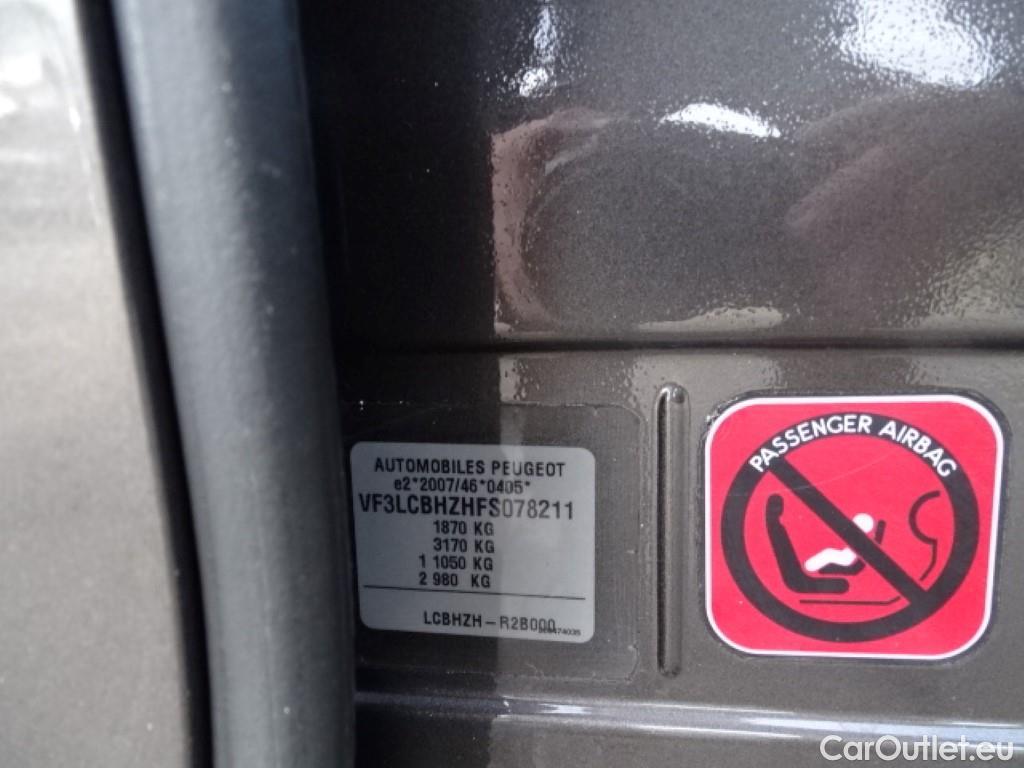 AUTOMOBILES PEUGEOT
e2*2007/46*0405*
VF3LCBHZHFS078211
1870 KG
3170 KG
1 1050 KG
2 980 KG
LCBHZH-R2B000
PASSENGER AIRBAG
CarOutlet.eu